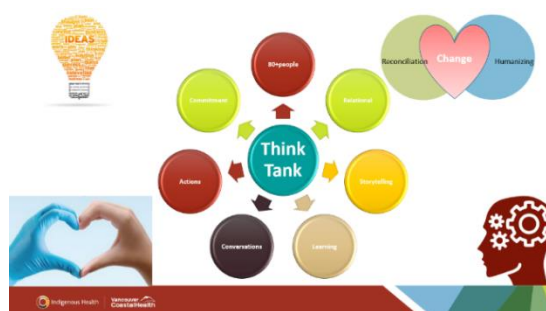 IDEAS
80+people
Reconciliation
Change
Humanizing
Commitment
Emotional
Think
Tank
Actions
Storytelling
Conversations
Learning
Indigenous Health
Vancouver
CoastalHealth